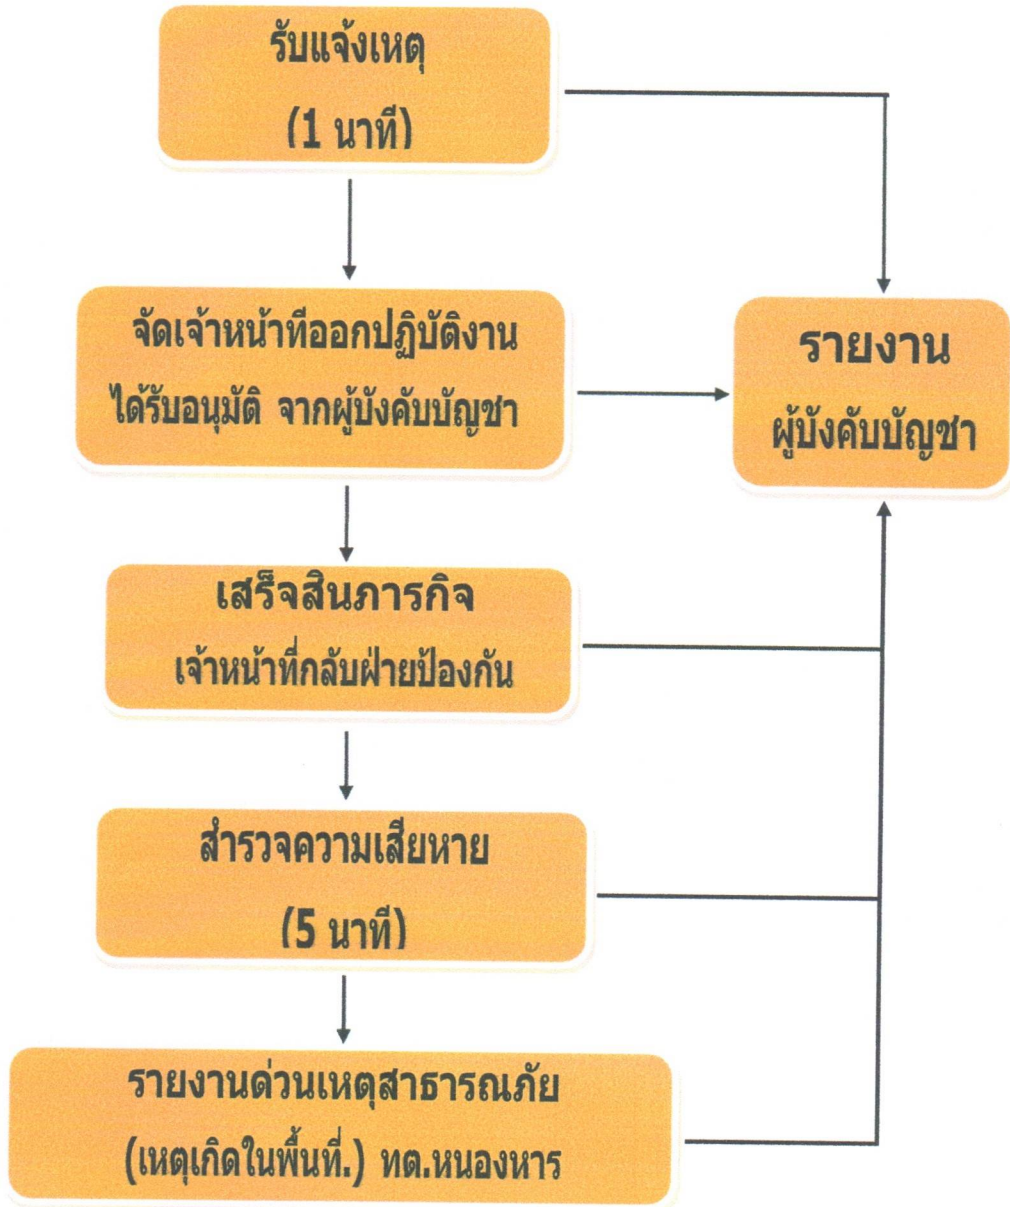 รับแจ้งเหตุ
(1 นาที)
จัดเจ้าหน้าที่ออกปฏิบัติงาน
ได้รับอนุมัติ จากผู้บังคับบัญชา
รายงาน
ผู้บังคับบัญชา
เสร็จสิ้นภารกิจ
เจ้าหน้าที่กลับฝ่ายป้องกัน
สำรวจความเสียหาย
(5 นาที)
รายงานด่วนเหตุสาธารณภัย
(เหตุเกิดในพื้นที่.) ทต.หนองหาร